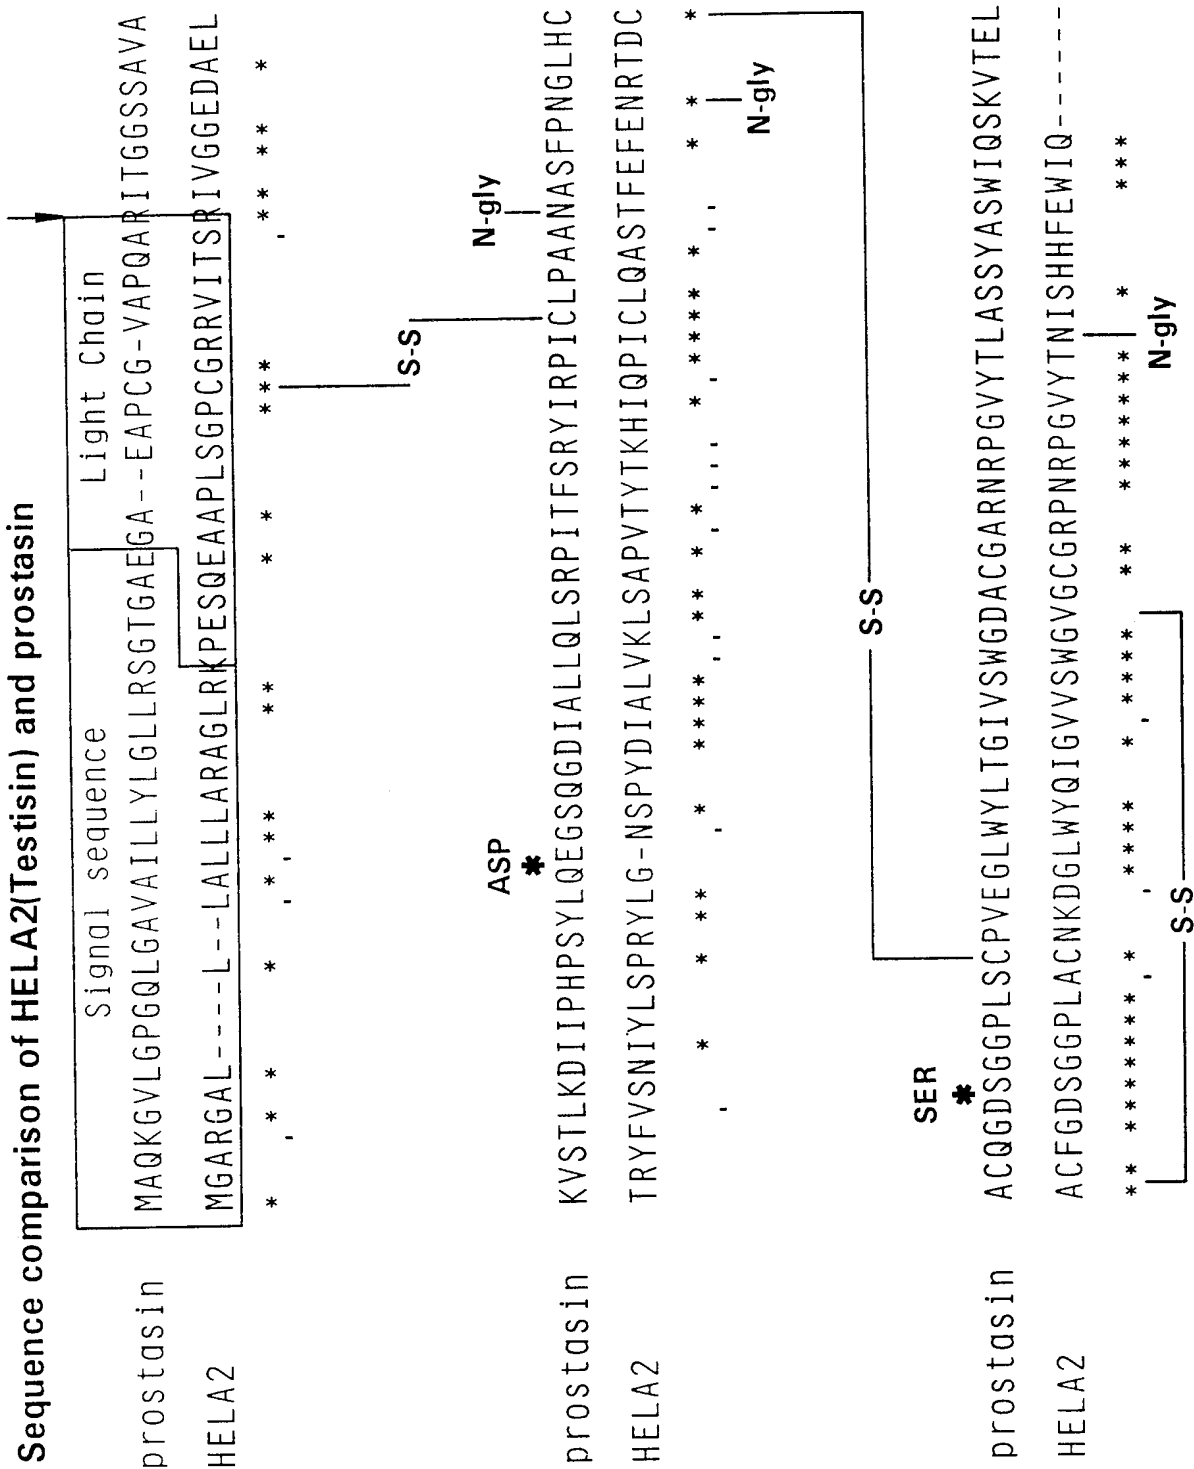 Sequence comparison of HELA2(Testisin) and prostasin
Signal sequence Light Chain
prostasin MAQKGVLGPGQLGAVAILLYLGLLRSGTGAEGA--EAPCG-VAPQARITGGSSAVA
HELA2 MGARGAL----L--LALLLARAGLRKPESQEAAPLSGPCGRRVITSRIVGGEDAEL
S-S
ASP N-gly
*
prostasin KVSTLKDIIPHPSYLQEGSQGDIALLQLSRPITFSRYIRPICLPAANASFPNGLHC
HELA2 TRYFVSNIYLSPRYLG-NSPYDIALVKLSAPVTYTKHIQPICLQASTFEFENRTDC
N-gly
S-S
SER
*
prostasin ACQGDSGGPLSCPVEGLWYLTGIVSWGDACGARNRPGVYTLASSYASWIQSKVTEL
HELA2 ACFGDSGGPLACNKDGLWYQIGVVSWGVGCGRPNRPGVYTNISHHFEWIQ------
N-gly
S-S